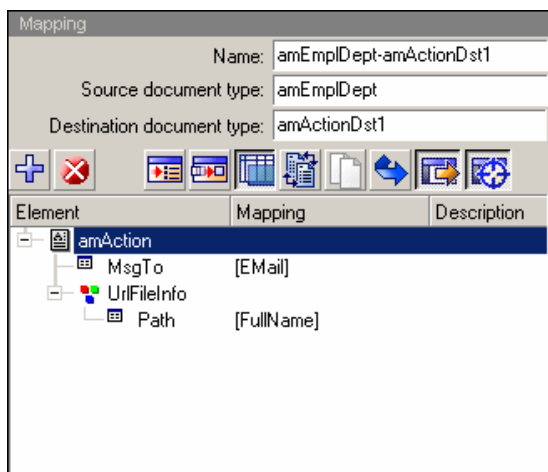 Mapping
Name: amEmplDept-amActionDst1
Source document type: amEmplDept
Destination document type: amActionDst1
Element Mapping Description
amAction
MsgTo [EMail]
UrlFileInfo
Path [FullName]